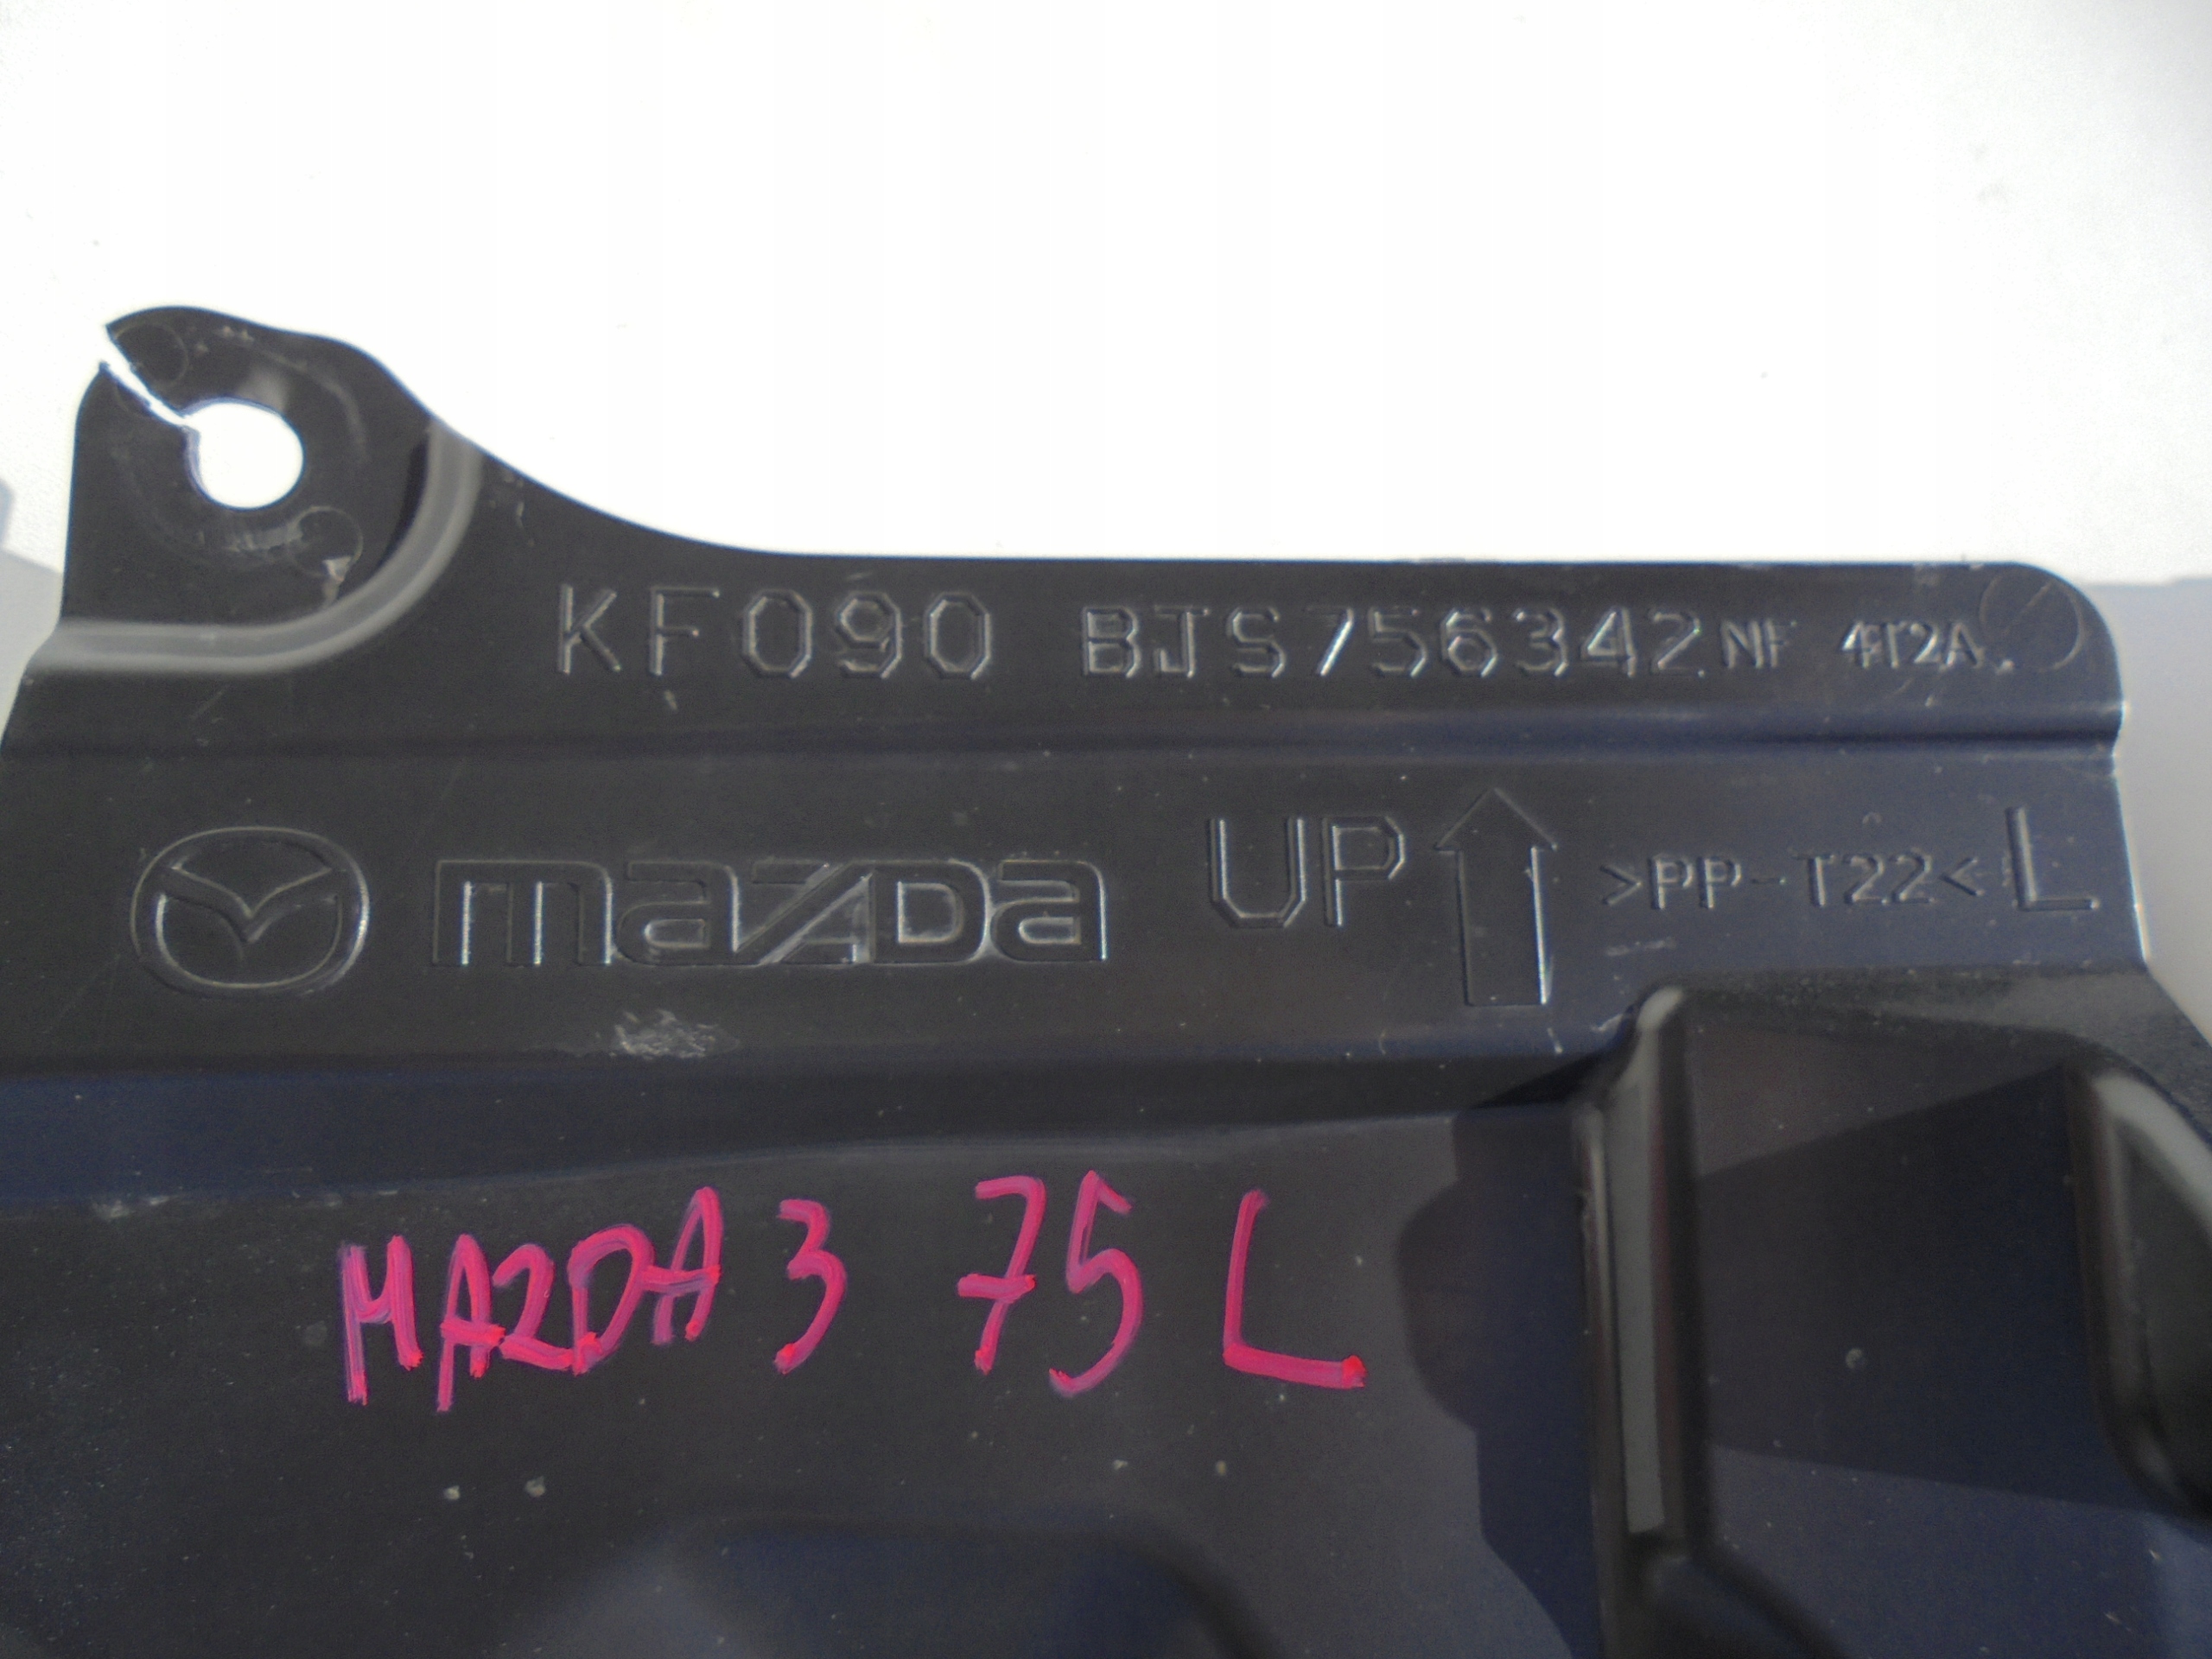 KF090 BJS756342 NF 4T2A
mazda UP >PP-T22< L
MAZDA 3 75 L